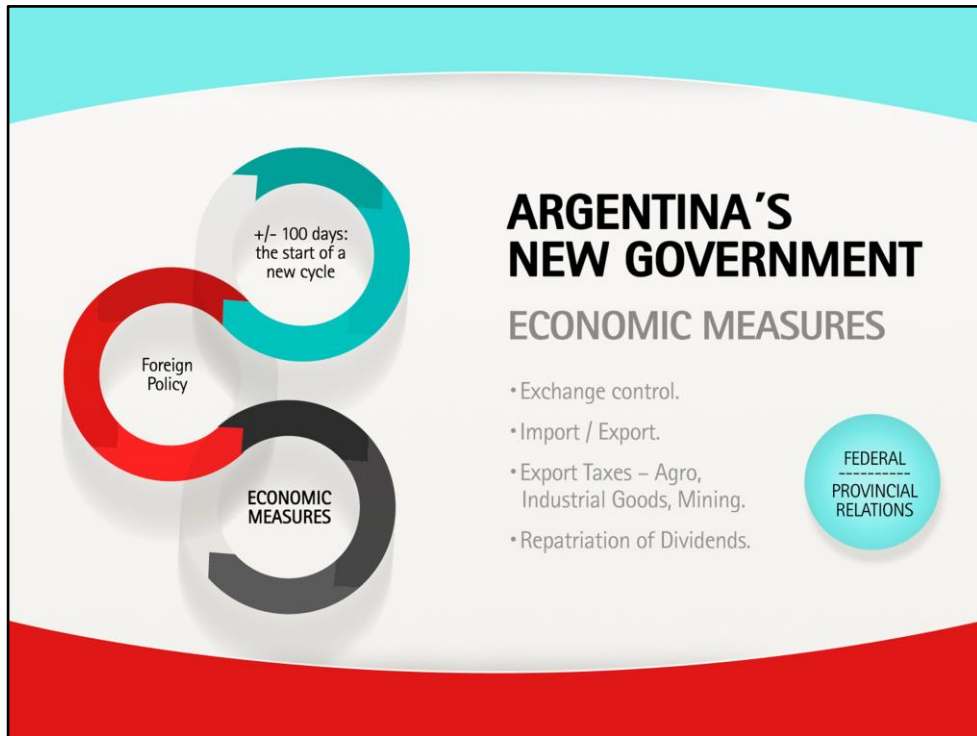 +/- 100 days:
the start of a
new cycle
Foreign
Policy
ECONOMIC
MEASURES
ARGENTINA´S
NEW GOVERNMENT
ECONOMIC MEASURES
• Exchange control.
• Import / Export.
• Export Taxes – Agro,
Industrial Goods, Mining.
• Repatriation of Dividends.
FEDERAL
----------
PROVINCIAL
RELATIONS